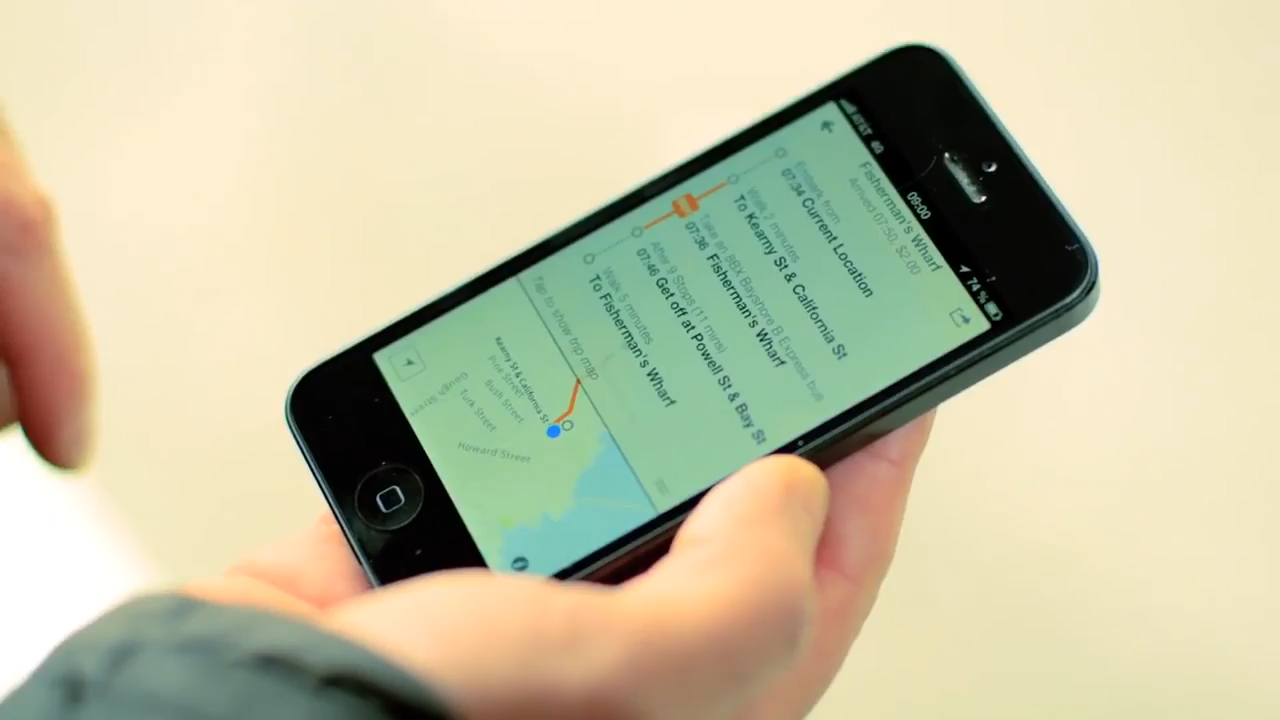 AT&T 4G 09:00 74 %
Fisherman's Wharf
Arrived 07:50, $2.00
Embark from
07:34 Current Location
Walk 2 minutes
To Kearny St & California St
Take an 8BX Bayshore B Express bus
07:36 Fisherman's Wharf
After 9 Stops (11 mins)
07:46 Get off at Powell St & Bay St
Walk 5 minutes
To Fisherman's Wharf
Tap to show trip map
Kearny St & California St
Pine Street
Bush Street
Gough Street
Turk Street
Howard Street